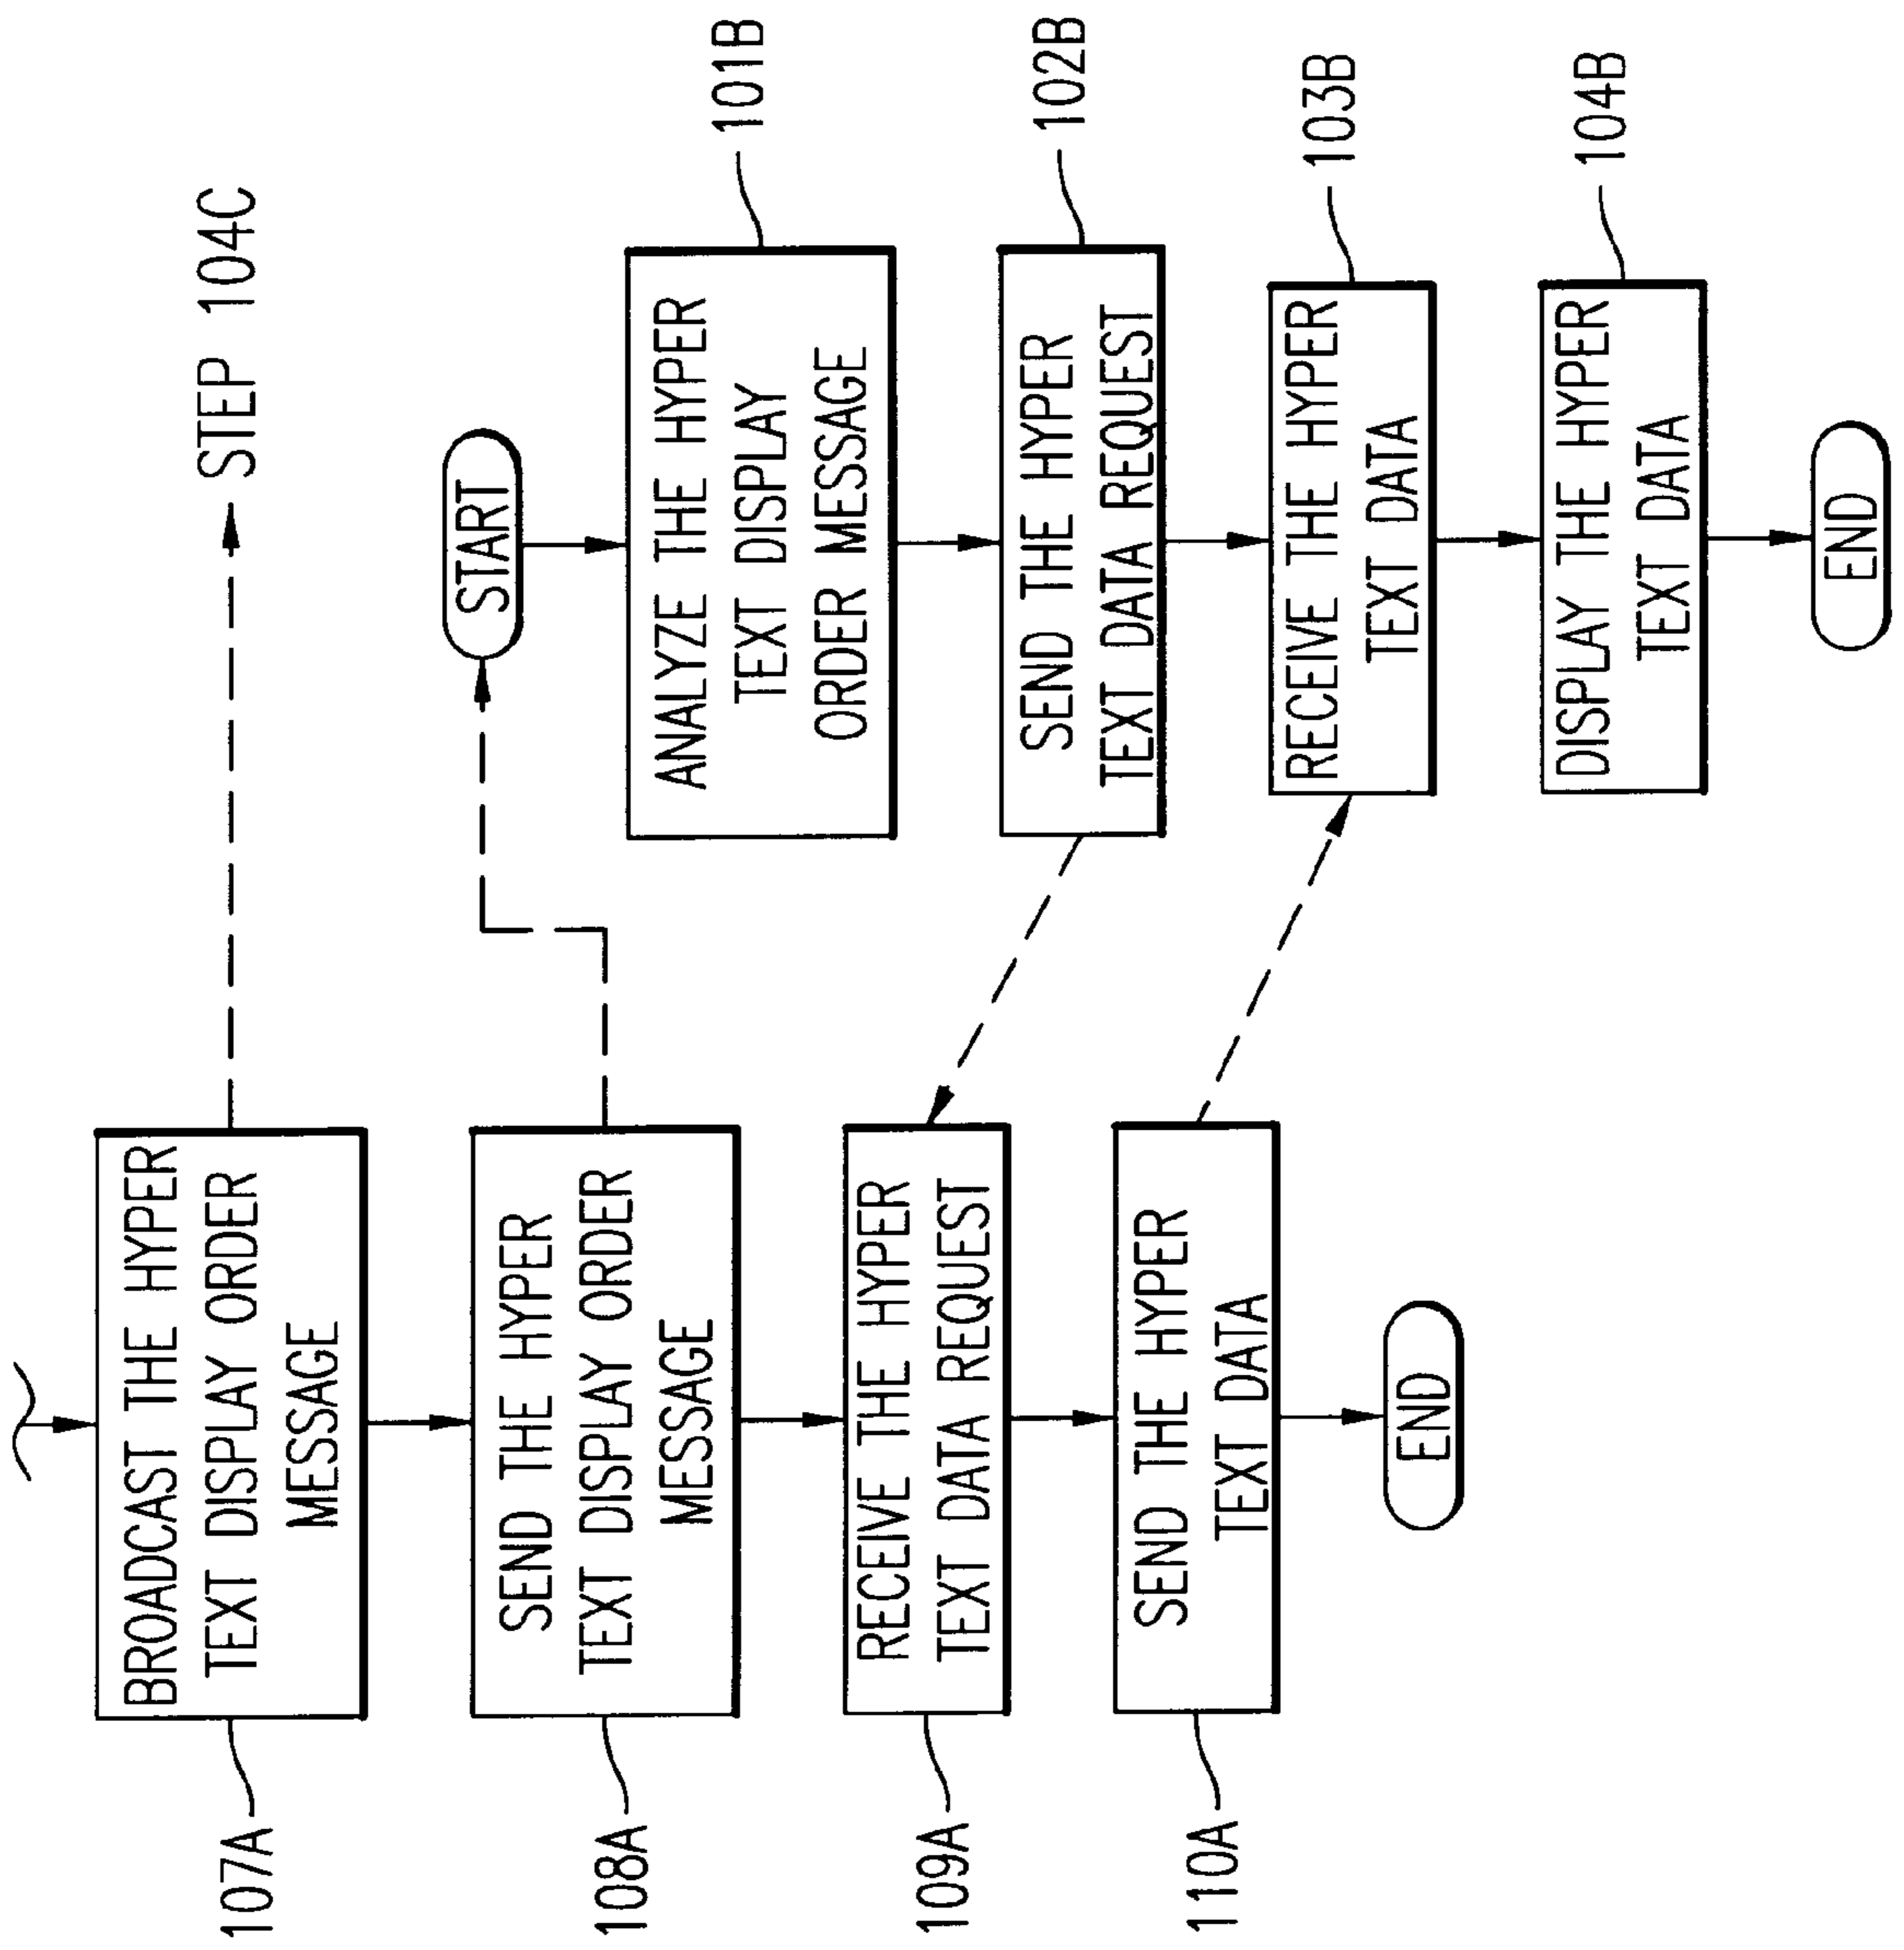 107A
BROADCAST THE HYPER
TEXT DISPLAY ORDER
MESSAGE
STEP 104C
108A
SEND THE HYPER
TEXT DISPLAY ORDER
MESSAGE
109A
RECEIVE THE HYPER
TEXT DATA REQUEST
110A
SEND THE HYPER
TEXT DATA
END
START
ANALYZE THE HYPER
TEXT DISPLAY
ORDER MESSAGE
101B
SEND THE HYPER
TEXT DATA REQUEST
102B
RECEIVE THE HYPER
TEXT DATA
103B
DISPLAY THE HYPER
TEXT DATA
104B
END